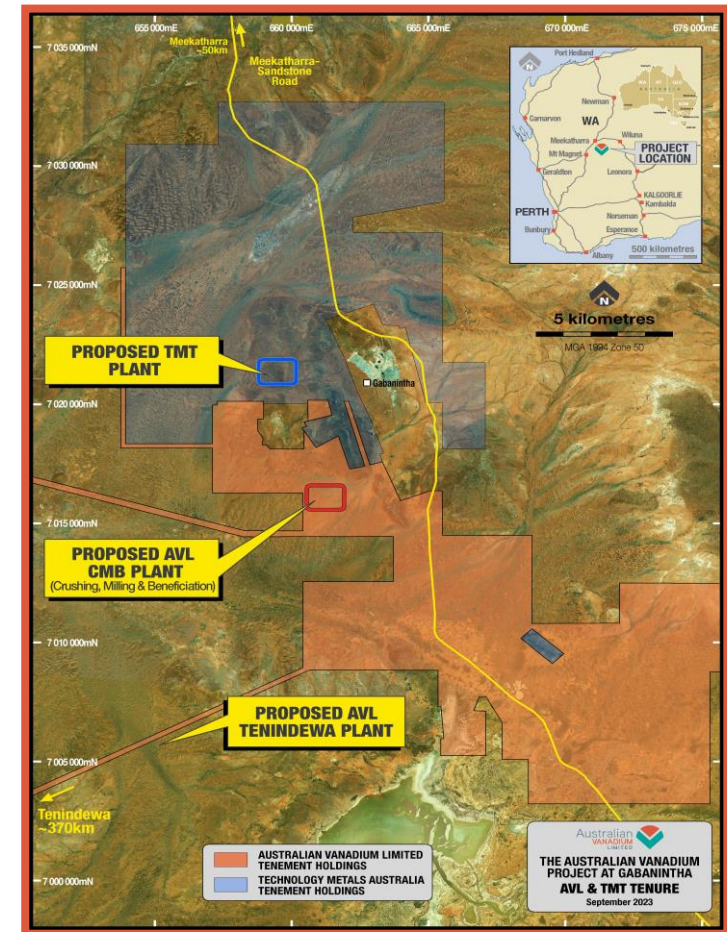 655 000mE
660 000mE
665 000mE
670 000mE
675 000mE
7 035 000mN
7 030 000mN
7 025 000mN
7 020 000mN
7 015 000mN
7 010 000mN
7 005 000mN
7 000 000mN
Meekatharra
~50km
Meekatharra-
Sandstone
Road
N
Port Hedland
Newman
WA
Carnarvon
Meekatharra
Wiluna
Mt Magnet
PROJECT
LOCATION
Geraldton
Leonora
KALGOORLIE
Kambalda
PERTH
Norseman
Bunbury
Esperance
Albany
500 kilometres
AUSTRALIA
N
5 kilometres
MGA 1994 Zone 50
PROPOSED TMT
PLANT
Gabanintha
PROPOSED AVL
CMB PLANT
(Crushing, Milling & Beneficiation)
PROPOSED AVL
TENINDEWA PLANT
Tenindewa
~370km
AUSTRALIAN VANADIUM LIMITED
TENEMENT HOLDINGS
TECHNOLOGY METALS AUSTRALIA
TENEMENT HOLDINGS
Australian
VANADIUM
LIMITED
THE AUSTRALIAN VANADIUM
PROJECT AT GABANINTHA
AVL & TMT TENURE
September 2023